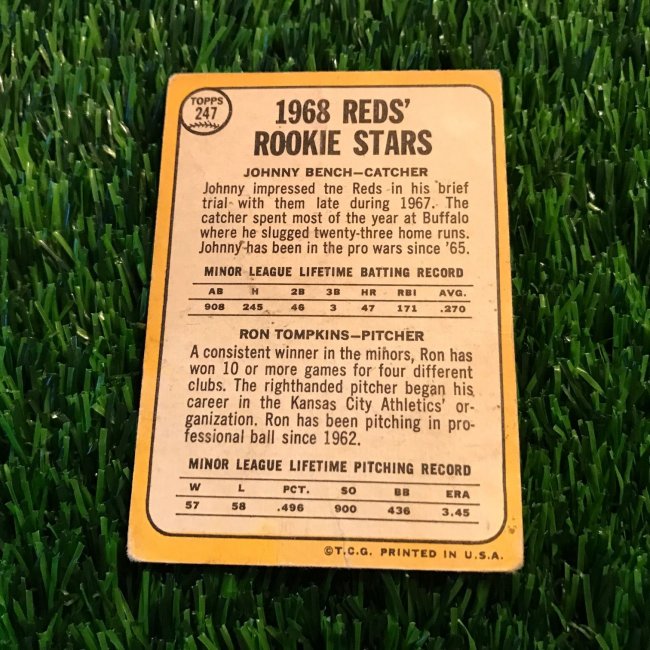 TOPPS
247
1968 REDS'
ROOKIE STARS
JOHNNY BENCH—CATCHER
Johnny impressed the Reds in his brief
trial with them late during 1967. The
catcher spent most of the year at Buffalo
where he slugged twenty-three home runs.
Johnny has been in the pro wars since '65.
MINOR LEAGUE LIFETIME BATTING RECORD
AB H 2B 3B HR RBI AVG.
908 245 46 3 47 171 .270
RON TOMPKINS—PITCHER
A consistent winner in the minors, Ron has
won 10 or more games for four different
clubs. The righthanded pitcher began his
career in the Kansas City Athletics' or-
ganization. Ron has been pitching in pro-
fessional ball since 1962.
MINOR LEAGUE LIFETIME PITCHING RECORD
W L PCT. SO BB ERA
57 58 .496 900 436 3.45
©T.C.G. PRINTED IN U.S.A.